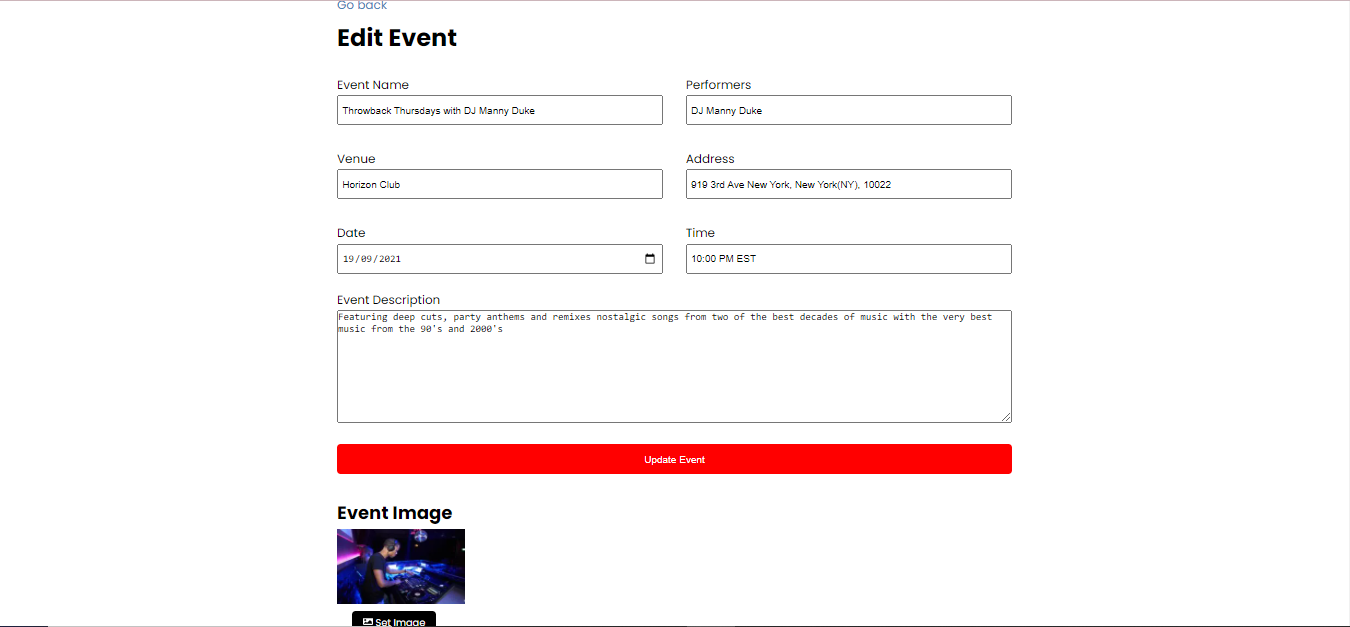 Go back
Edit Event
Event Name
Performers
Throwback Thursdays with DJ Manny Duke
DJ Manny Duke
Venue
Address
Horizon Club
919 3rd Ave New York, New York(NY), 10022
Date
Time
19/09/2021
10:00 PM EST
Event Description
Featuring deep cuts, party anthems and remixes nostalgic songs from two of the best decades of music with the very best
music from the 90's and 2000's
Update Event
Event Image
Set Image